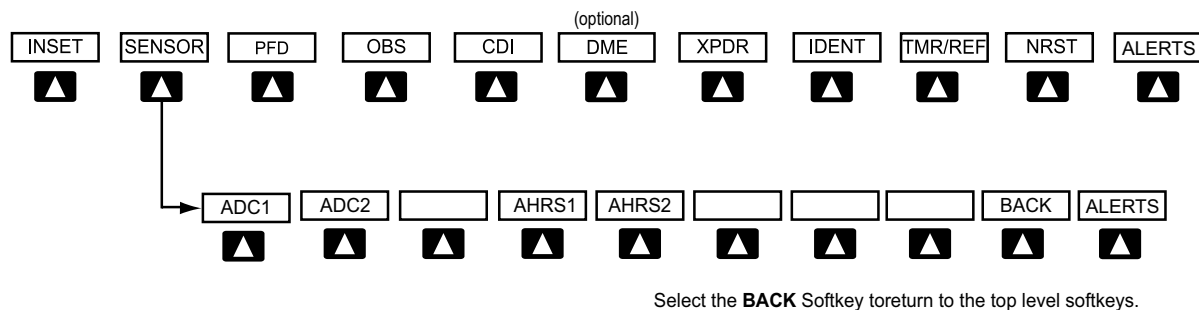 (optional)
INSET SENSOR PFD OBS CDI DME XPDR IDENT TMR/REF NRST ALERTS
ADC1 ADC2 AHRS1 AHRS2 BACK ALERTS
Select the BACK Softkey toreturn to the top level softkeys.